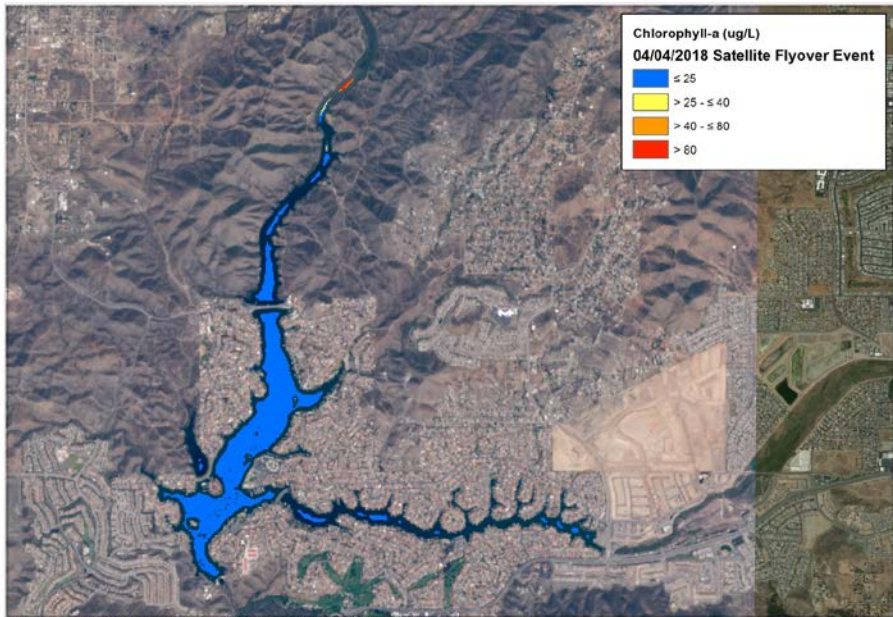 Chlorophyll-a (ug/L)
04/04/2018 Satellite Flyover Event
≤ 25
> 25 - ≤ 40
> 40 - ≤ 80
> 80